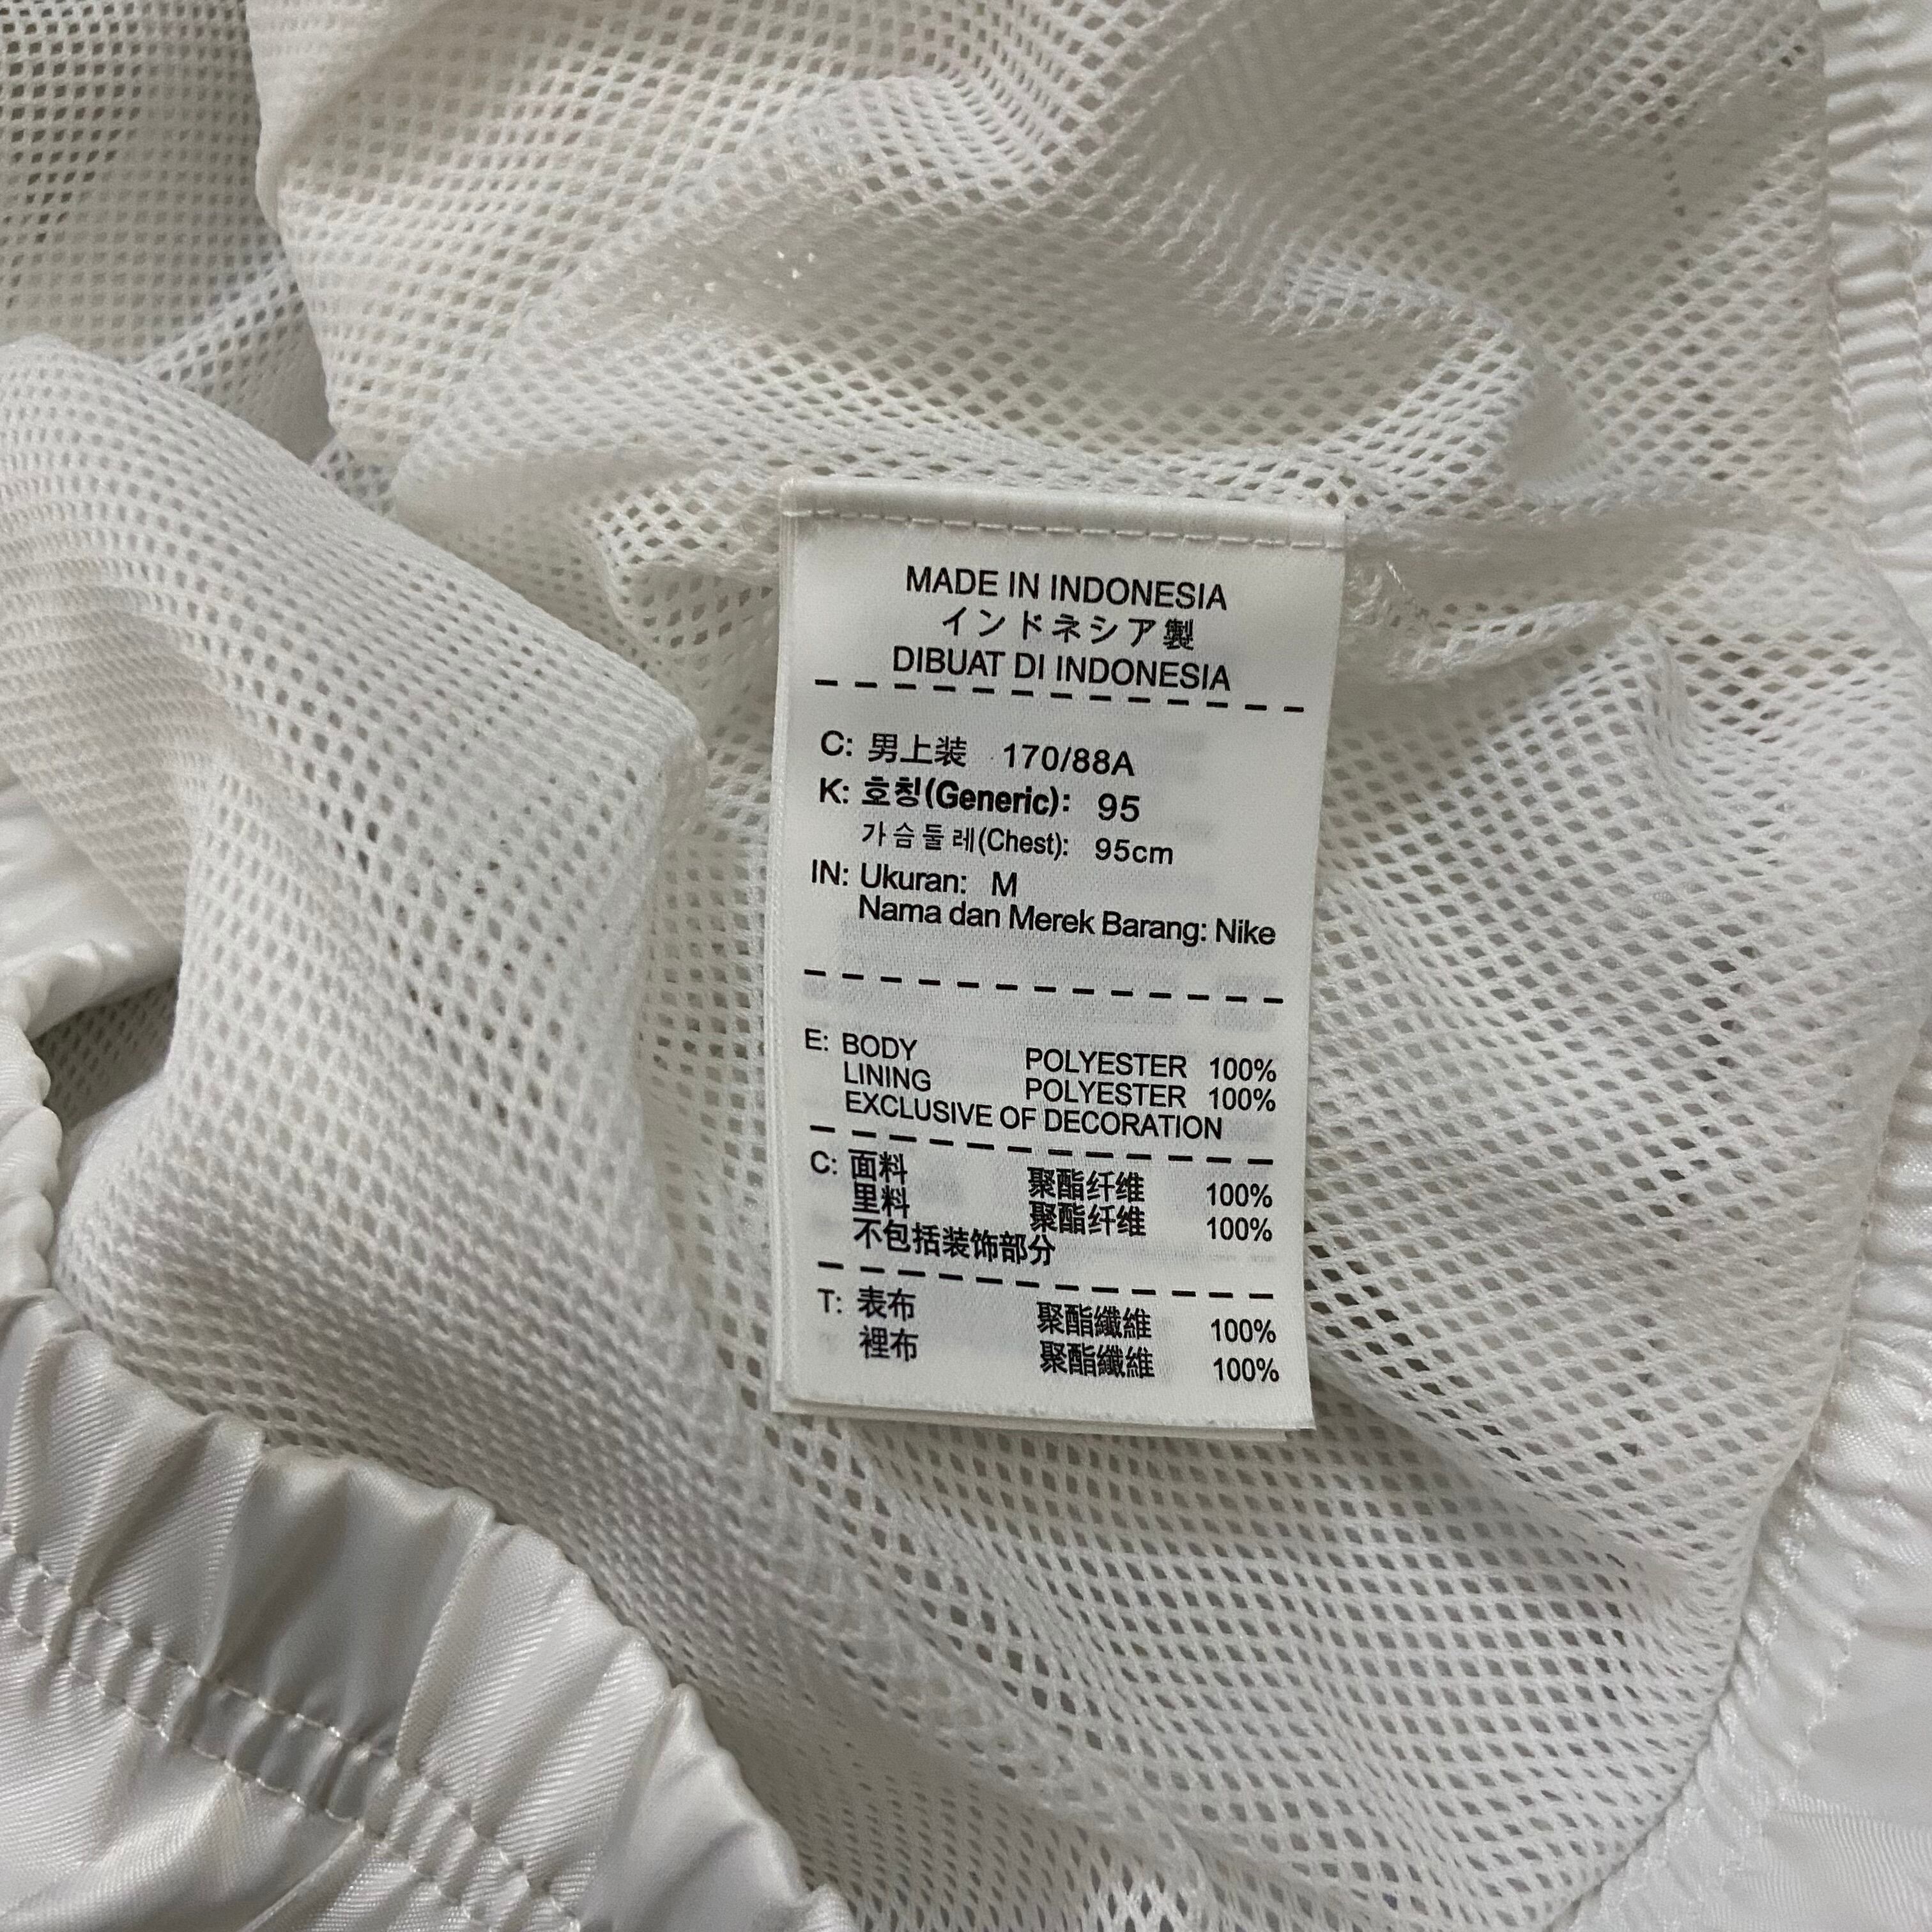 MADE IN INDONESIA
インドネシア製
DIBUAT DI INDONESIA
C: 男上装 170/88A
K: 호칭(Generic): 95
가슴둘레(Chest): 95cm
IN: Ukuran: M
Nama dan Merek Barang: Nike
E: BODY POLYESTER 100%
LINING POLYESTER 100%
EXCLUSIVE OF DECORATION
C: 面料 聚酯纤维 100%
里料 聚酯纤维 100%
不包括装饰部分
T: 表布 聚酯纖維 100%
裡布 聚酯纖維 100%